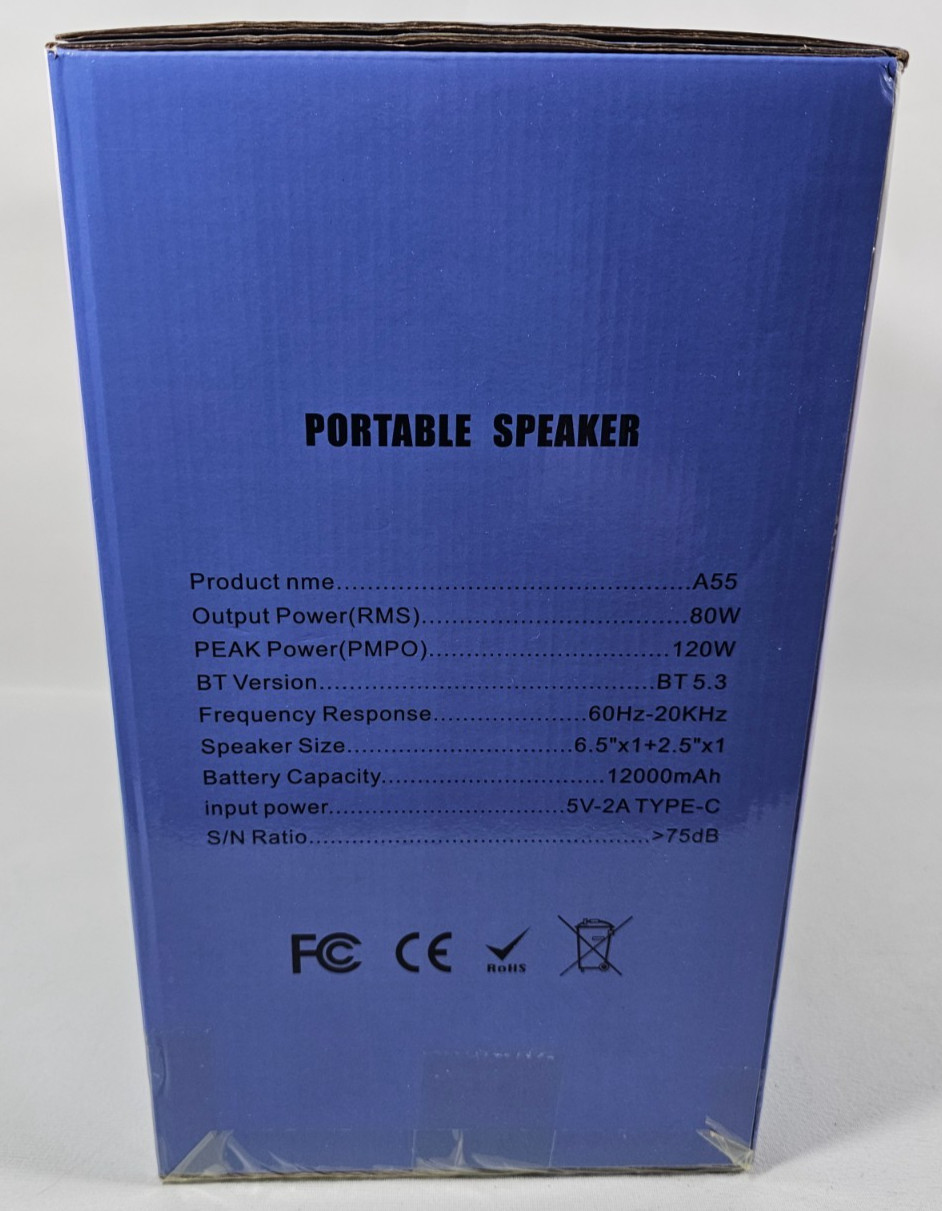 PORTABLE SPEAKER
Product nme..............................................A55
Output Power(RMS)..................................80W
PEAK Power(PMPO)...............................120W
BT Version............................................BT 5.3
Frequency Response....................60Hz-20KHz
Speaker Size..............................6.5"x1+2.5"x1
Battery Capacity.............................12000mAh
input power..............................5V-2A TYPE-C
S/N Ratio.............................................>75dB
FC CE RoHS